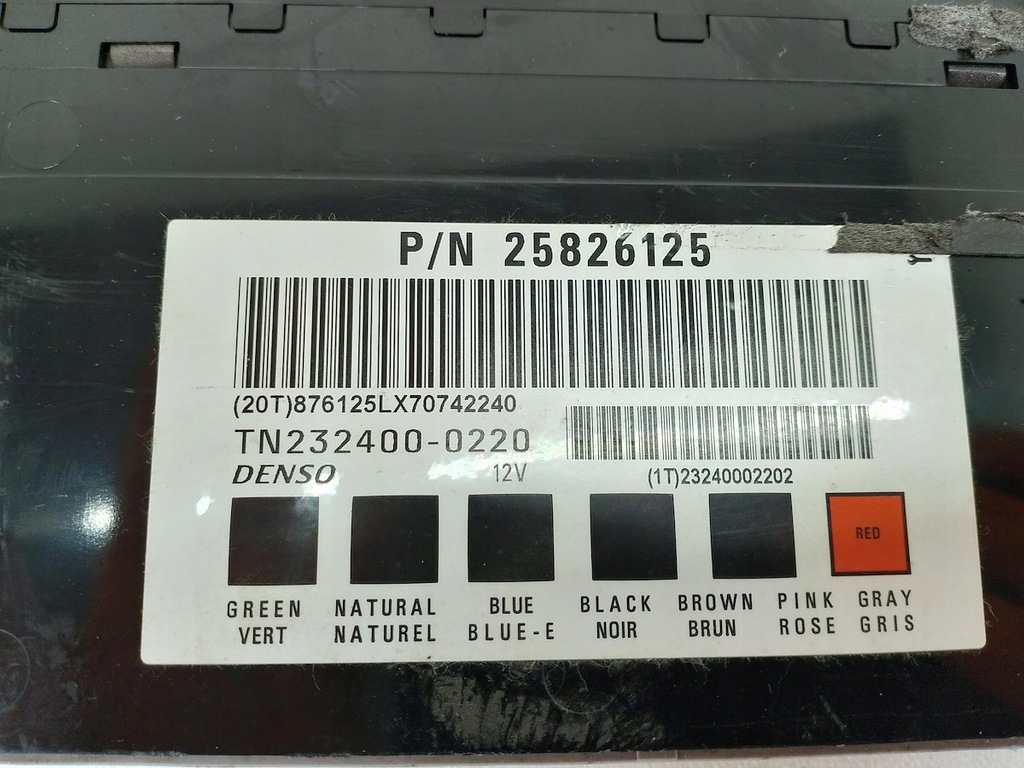 P/N 25826125
(20T)876125LX70742240
TN232400-0220
DENSO 12V (1T)23240002202
RED
GREEN NATURAL BLUE BLACK BROWN PINK GRAY
VERT NATUREL BLUE-E NOIR BRUN ROSE GRIS